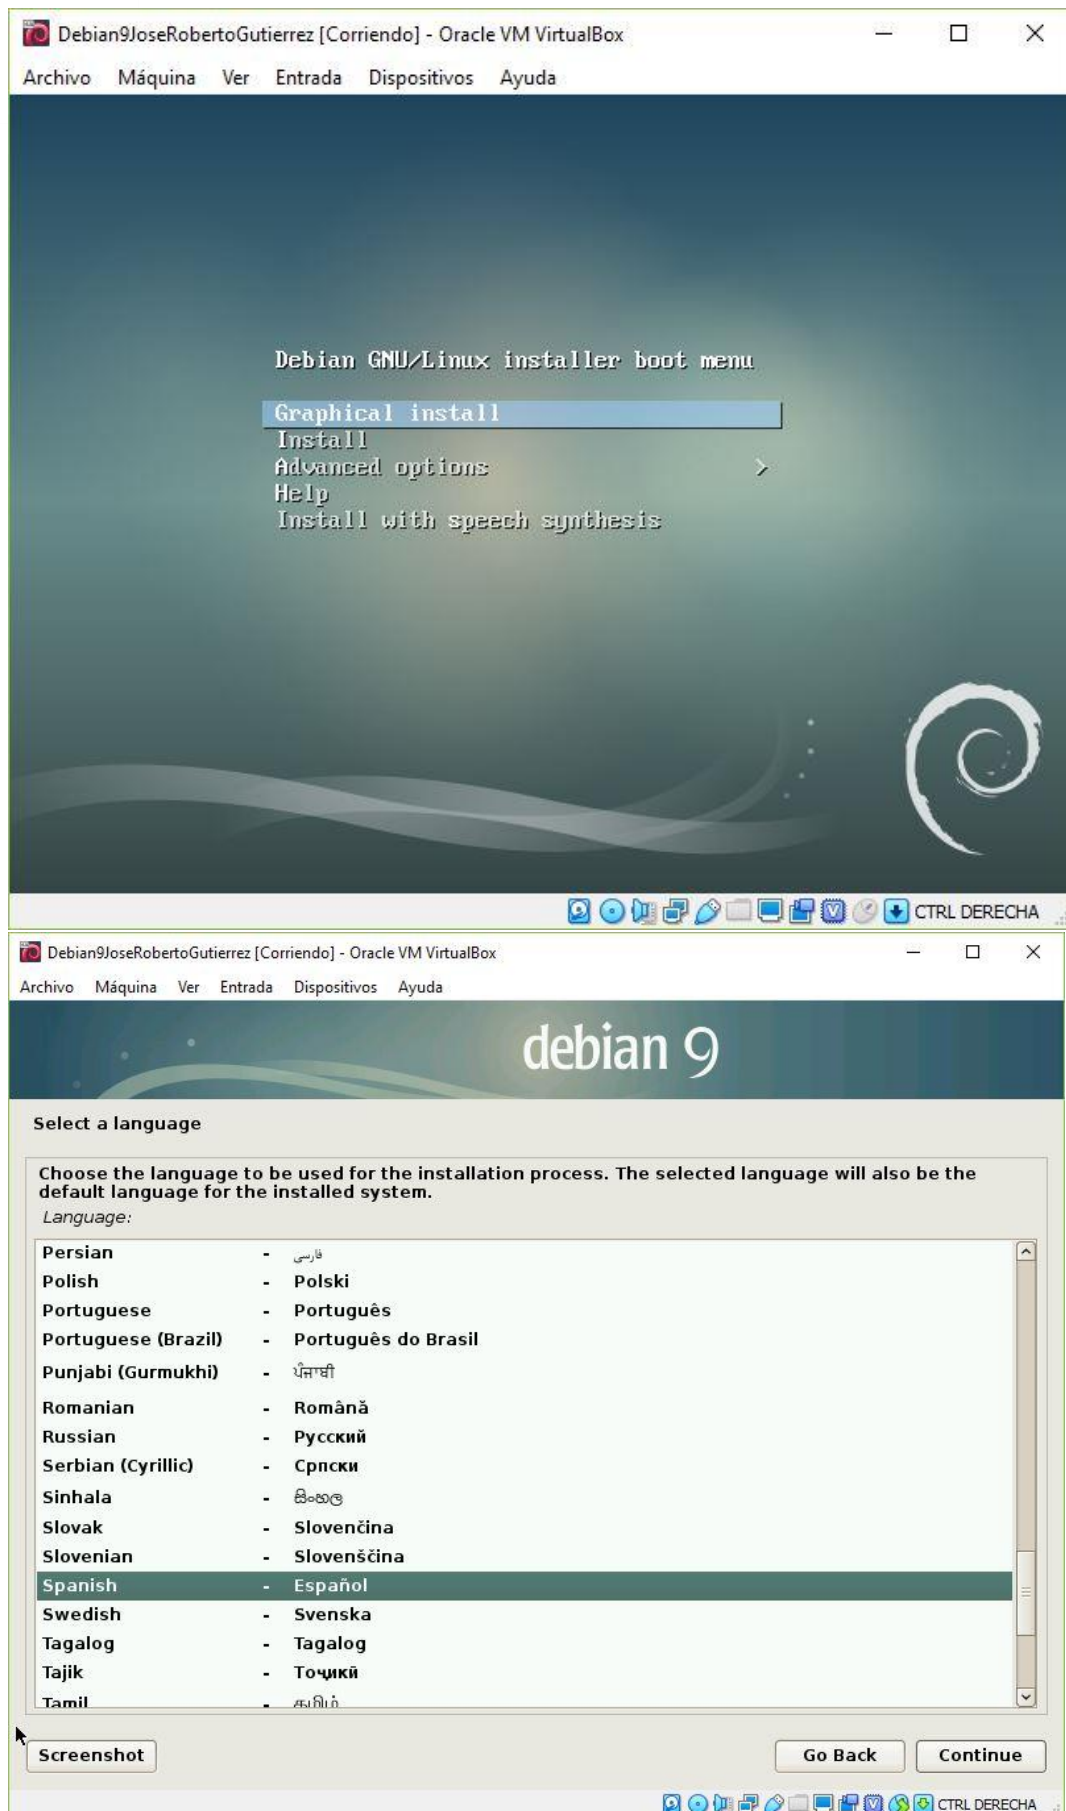 Debian9JoseRobertoGutierrez [Corriendo] - Oracle VM VirtualBox
Archivo Máquina Ver Entrada Dispositivos Ayuda
Debian GNU/Linux installer boot menu
Graphical install
Install
Advanced options
Help
Install with speech synthesis
CTRL DERECHA
Debian9JoseRobertoGutierrez [Corriendo] - Oracle VM VirtualBox
Archivo Máquina Ver Entrada Dispositivos Ayuda
debian 9
Select a language
Choose the language to be used for the installation process. The selected language will also be the
default language for the installed system.
Language:
Persian - فارسی
Polish - Polski
Portuguese - Português
Portuguese (Brazil) - Português do Brasil
Punjabi (Gurmukhi) - ਪੰਜਾਬੀ
Romanian - Română
Russian - Русский
Serbian (Cyrillic) - Српски
Sinhala - සිංහල
Slovak - Slovenčina
Slovenian - Slovenščina
Spanish - Español
Swedish - Svenska
Tagalog - Tagalog
Tajik - Тоҷикӣ
Tamil - தமிழ்
Screenshot Go Back Continue
CTRL DERECHA